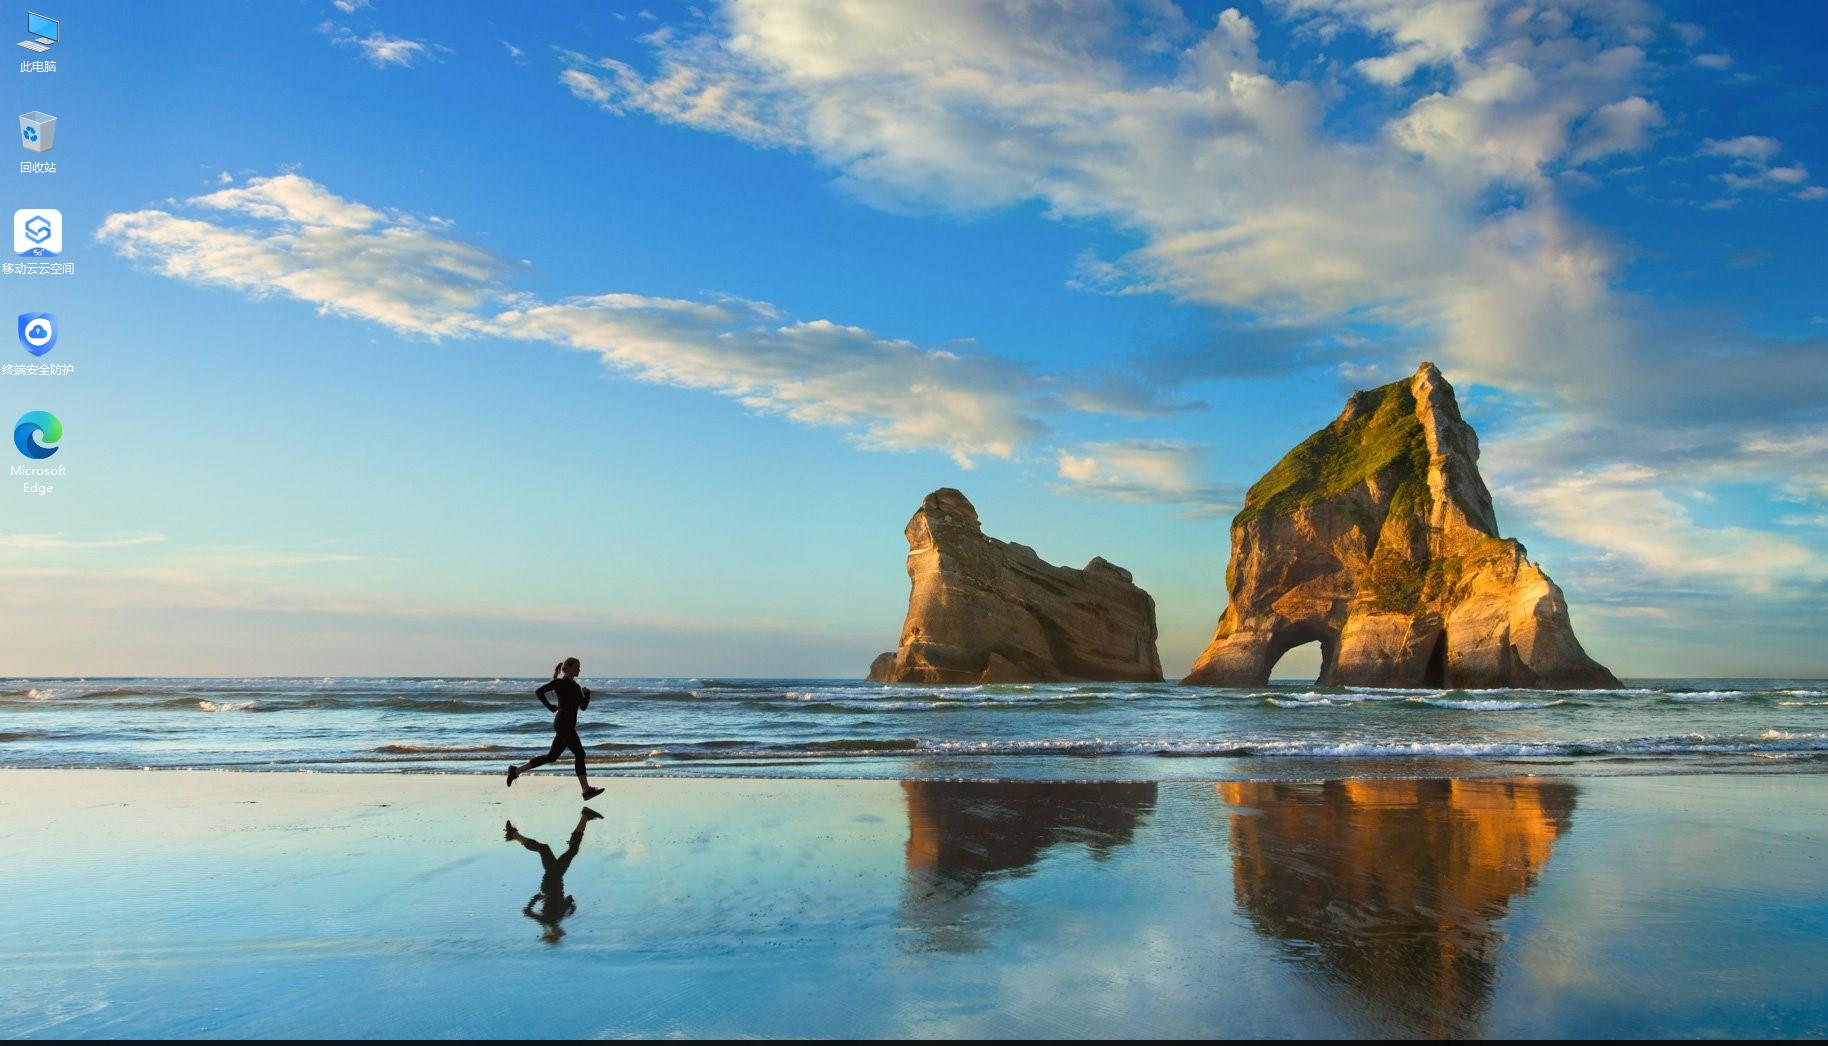 此电脑
回收站
移动云云空间
终端安全防护
Microsoft
Edge